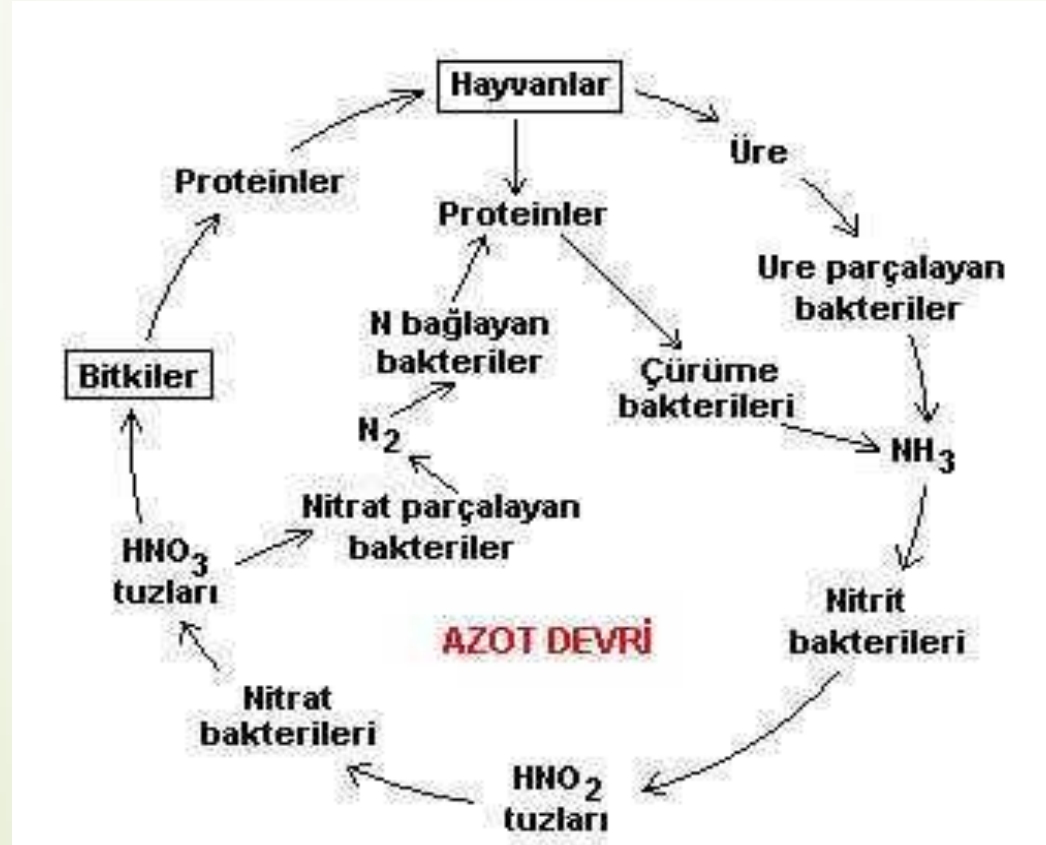 Hayvanlar
Üre
Proteinler
Proteinler
Ure parçalayan
bakteriler
N bağlayan
bakteriler
Bitkiler
Çürüme
bakterileri
N2
NH3
Nitrat parçalayan
bakteriler
HNO3
tuzları
Nitrit
bakterileri
AZOT DEVRİ
Nitrat
bakterileri
HNO2
tuzları